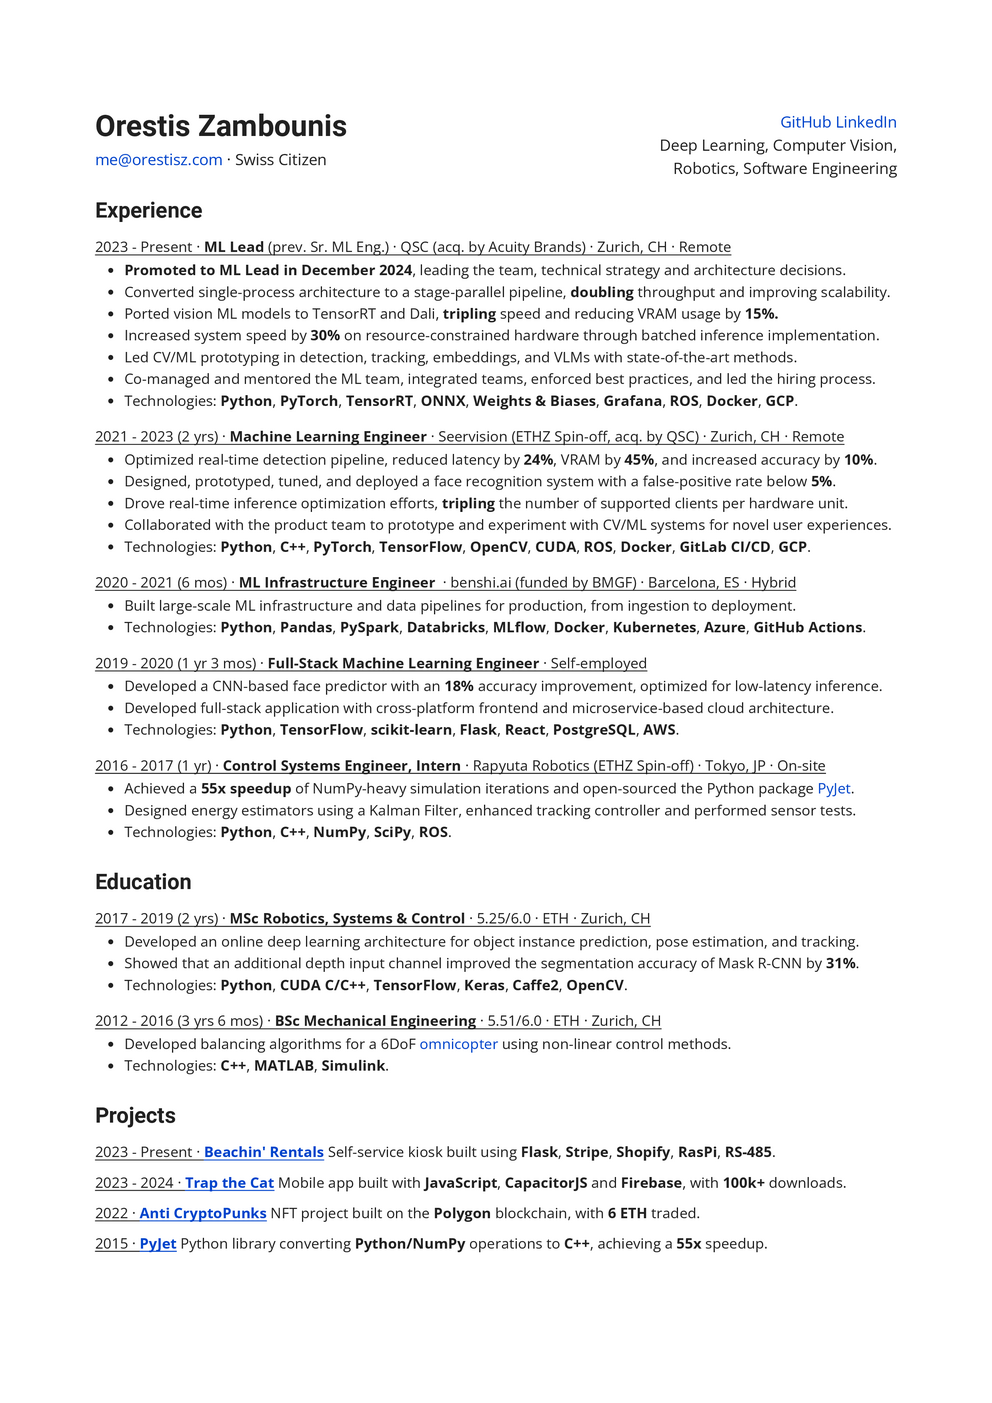 Orestis Zambounis
me@orestisz.com · Swiss Citizen
GitHub LinkedIn
Deep Learning, Computer Vision,
Robotics, Software Engineering
Experience
2023 - Present · ML Lead (prev. Sr. ML Eng.) · QSC (acq. by Acuity Brands) · Zurich, CH · Remote
• Promoted to ML Lead in December 2024, leading the team, technical strategy and architecture decisions.
• Converted single-process architecture to a stage-parallel pipeline, doubling throughput and improving scalability.
• Ported vision ML models to TensorRT and Dali, tripling speed and reducing VRAM usage by 15%.
• Increased system speed by 30% on resource-constrained hardware through batched inference implementation.
• Led CV/ML prototyping in detection, tracking, embeddings, and VLMs with state-of-the-art methods.
• Co-managed and mentored the ML team, integrated teams, enforced best practices, and led the hiring process.
• Technologies: Python, PyTorch, TensorRT, ONNX, Weights & Biases, Grafana, ROS, Docker, GCP.
2021 - 2023 (2 yrs) · Machine Learning Engineer · Seervision (ETHZ Spin-off, acq. by QSC) · Zurich, CH · Remote
• Optimized real-time detection pipeline, reduced latency by 24%, VRAM by 45%, and increased accuracy by 10%.
• Designed, prototyped, tuned, and deployed a face recognition system with a false-positive rate below 5%.
• Drove real-time inference optimization efforts, tripling the number of supported clients per hardware unit.
• Collaborated with the product team to prototype and experiment with CV/ML systems for novel user experiences.
• Technologies: Python, C++, PyTorch, TensorFlow, OpenCV, CUDA, ROS, Docker, GitLab CI/CD, GCP.
2020 - 2021 (6 mos) · ML Infrastructure Engineer · benshi.ai (funded by BMGF) · Barcelona, ES · Hybrid
• Built large-scale ML infrastructure and data pipelines for production, from ingestion to deployment.
• Technologies: Python, Pandas, PySpark, Databricks, MLflow, Docker, Kubernetes, Azure, GitHub Actions.
2019 - 2020 (1 yr 3 mos) · Full-Stack Machine Learning Engineer · Self-employed
• Developed a CNN-based face predictor with an 18% accuracy improvement, optimized for low-latency inference.
• Developed full-stack application with cross-platform frontend and microservice-based cloud architecture.
• Technologies: Python, TensorFlow, scikit-learn, Flask, React, PostgreSQL, AWS.
2016 - 2017 (1 yr) · Control Systems Engineer, Intern · Rapyuta Robotics (ETHZ Spin-off) · Tokyo, JP · On-site
• Achieved a 55x speedup of NumPy-heavy simulation iterations and open-sourced the Python package PyJet.
• Designed energy estimators using a Kalman Filter, enhanced tracking controller and performed sensor tests.
• Technologies: Python, C++, NumPy, SciPy, ROS.
Education
2017 - 2019 (2 yrs) · MSc Robotics, Systems & Control · 5.25/6.0 · ETH · Zurich, CH
• Developed an online deep learning architecture for object instance prediction, pose estimation, and tracking.
• Showed that an additional depth input channel improved the segmentation accuracy of Mask R-CNN by 31%.
• Technologies: Python, CUDA C/C++, TensorFlow, Keras, Caffe2, OpenCV.
2012 - 2016 (3 yrs 6 mos) · BSc Mechanical Engineering · 5.51/6.0 · ETH · Zurich, CH
• Developed balancing algorithms for a 6DoF omnicopter using non-linear control methods.
• Technologies: C++, MATLAB, Simulink.
Projects
2023 - Present · Beachin' Rentals Self-service kiosk built using Flask, Stripe, Shopify, RasPi, RS-485.
2023 - 2024 · Trap the Cat Mobile app built with JavaScript, CapacitorJS and Firebase, with 100k+ downloads.
2022 · Anti CryptoPunks NFT project built on the Polygon blockchain, with 6 ETH traded.
2015 · PyJet Python library converting Python/NumPy operations to C++, achieving a 55x speedup.